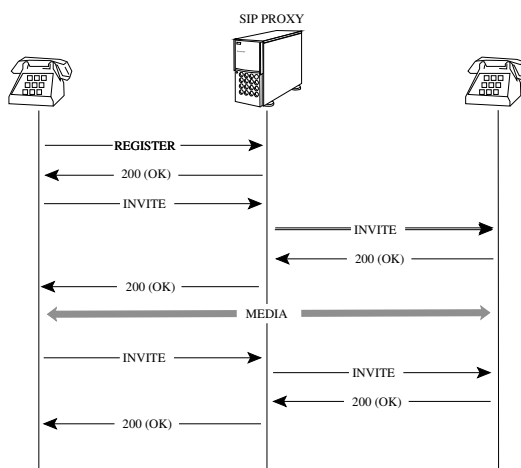 SIP PROXY
REGISTER
200 (OK)
INVITE
INVITE
200 (OK)
200 (OK)
MEDIA
INVITE
INVITE
200 (OK)
200 (OK)